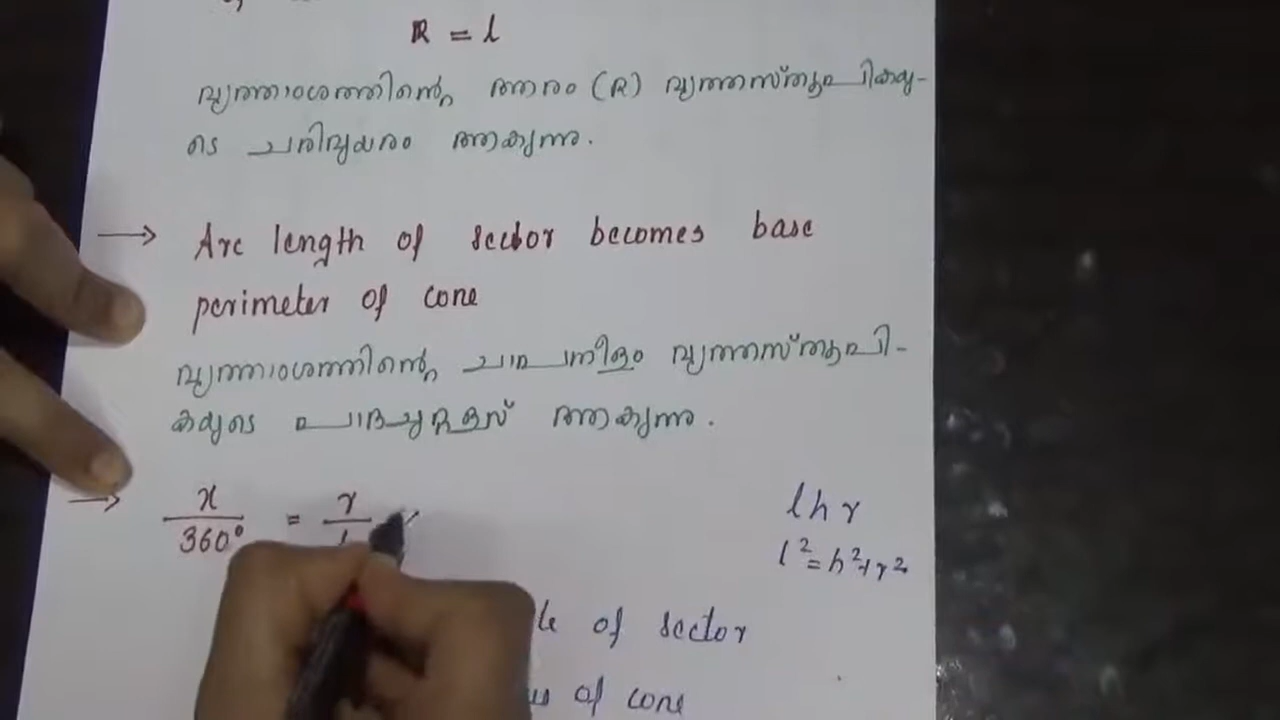 R = l
വൃത്താംശത്തിന്റെ ആരം (R) വൃത്തസ്തൂപികയു-
ടെ ചരിവുയരം ആകുന്നു.
→ Arc length of sector becomes base
perimeter of cone
വൃത്താംശത്തിന്റെ ചാപനീളം വൃത്തസ്തൂപി-
കയുടെ പാദചുറ്റളവ് ആകുന്നു.
→ x/360° = r/
l h r
l² = h² + r²
of sector
of cone